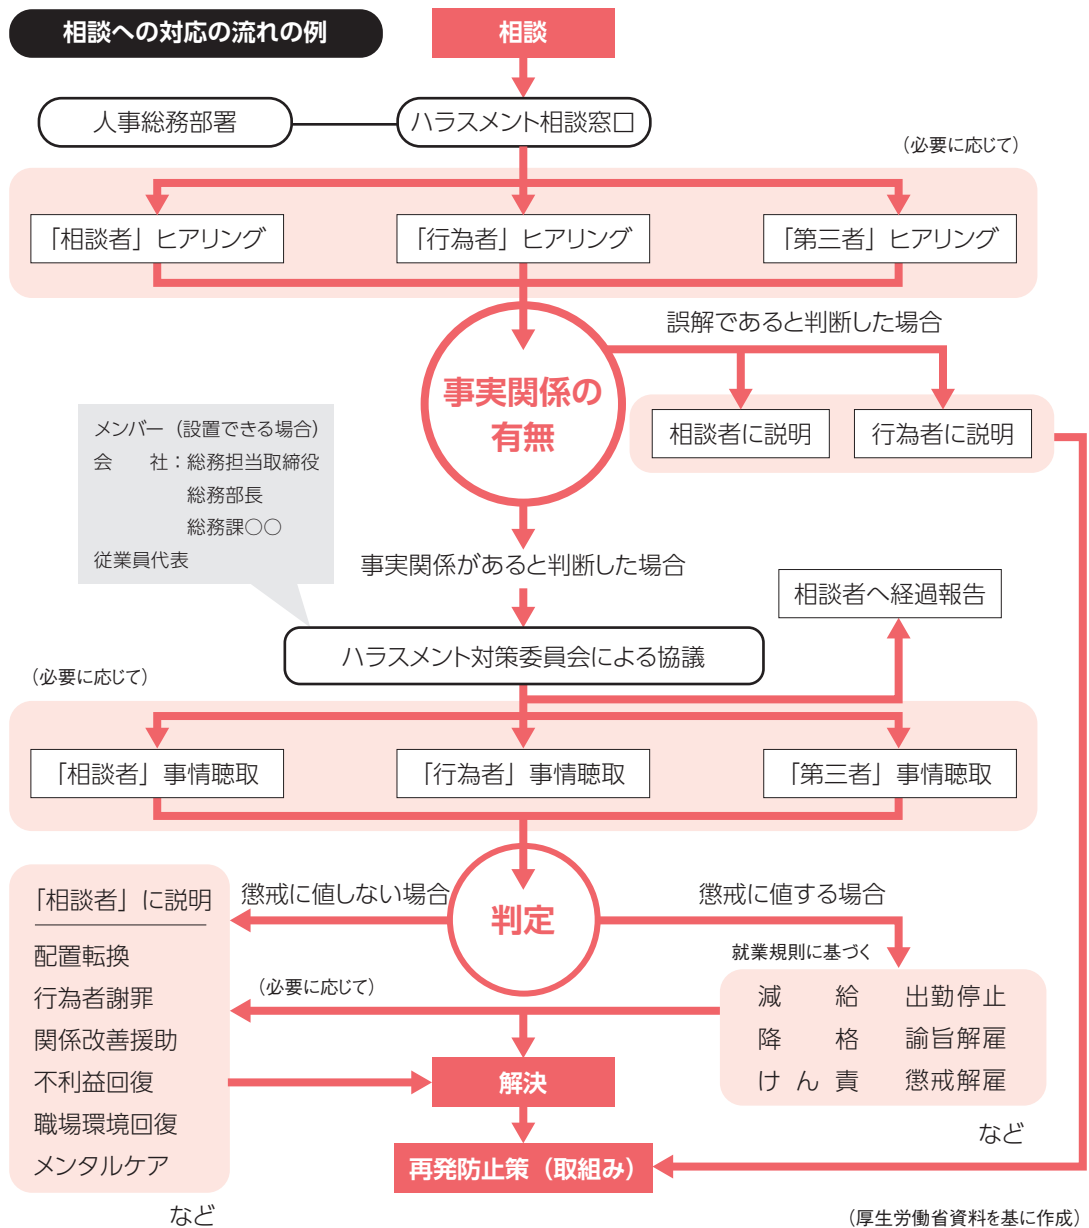 相談への対応の流れの例
相談
人事総務部署
ハラスメント相談窓口
（必要に応じて）
「相談者」ヒアリング
「行為者」ヒアリング
「第三者」ヒアリング
誤解であると判断した場合
事実関係の
有無
相談者に説明
行為者に説明
メンバー（設置できる場合）
会　　社：総務担当取締役
総務部長
総務課○○
従業員代表
事実関係があると判断した場合
相談者へ経過報告
ハラスメント対策委員会による協議
（必要に応じて）
「相談者」事情聴取
「行為者」事情聴取
「第三者」事情聴取
懲戒に値しない場合
判定
懲戒に値する場合
「相談者」に説明
配置転換
行為者謝罪
関係改善援助
不利益回復
職場環境回復
メンタルケア
など
就業規則に基づく
減　　給　出勤停止
降　　格　諭旨解雇
けん責　懲戒解雇
など
（必要に応じて）
解決
再発防止策（取組み）
（厚生労働省資料を基に作成）